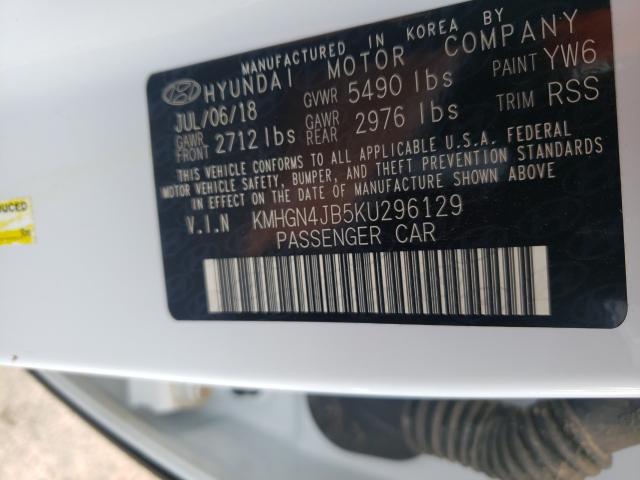 MANUFACTURED IN KOREA BY
HYUNDAI MOTOR COMPANY
JUL/06/18 GVWR 5490 lbs PAINT YW6
GAWR FRONT 2712 lbs GAWR REAR 2976 lbs TRIM RSS
THIS VEHICLE CONFORMS TO ALL APPLICABLE U.S.A. FEDERAL
MOTOR VEHICLE SAFETY, BUMPER, AND THEFT PREVENTION STANDARDS
IN EFFECT ON THE DATE OF MANUFACTURE SHOWN ABOVE.
V.I.N KMHGN4JB5KU296129
PASSENGER CAR